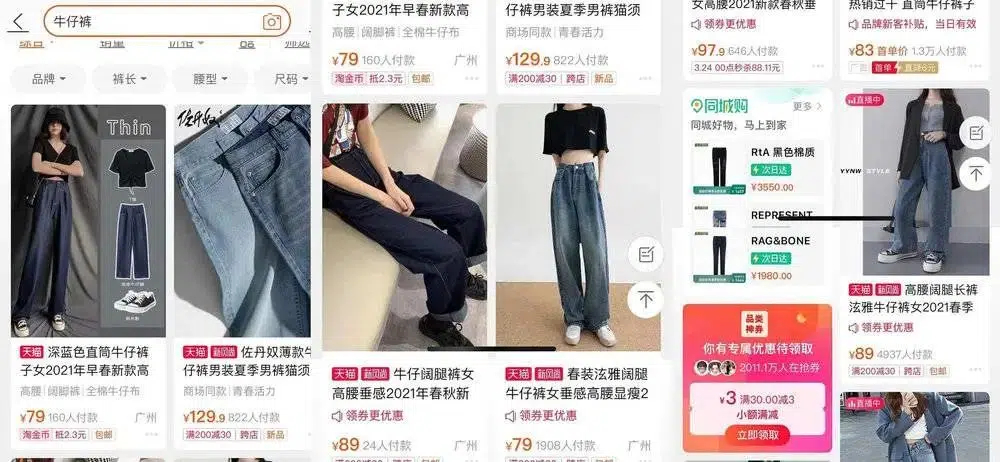 牛仔裤
综合
销量
价格
筛选
品牌
裤长
腰型
尺码
Thin
T恤
天猫 深蓝色直筒牛仔裤
子女2021年早春新款高
高腰 阔脚裤 全棉牛仔布
¥79 160人付款 广州
淘金币 抵2.3元 包邮
天猫 新风尚 佐丹奴薄款牛
仔裤男装夏季男裤猫须
商场同款 青春活力
¥129.9 822人付款
满200减30 跨店 新品
子女2021年早春新款高
高腰 阔脚裤 全棉牛仔布
¥79 160人付款 广州
淘金币 抵2.3元 包邮
仔裤男装夏季男裤猫须
商场同款 青春活力
¥129.9 822人付款
满200减30 跨店 新品
天猫 新风尚 牛仔阔腿裤女
高腰垂感2021年春秋新
领券更优惠
¥89 24人付款 广州
天猫 新风尚 春装泫雅阔腿
牛仔裤女垂感高腰显瘦2
领券更优惠
¥79 1908人付款 广州
女高腰2021新款春秋垂
领券更优惠
¥97.9 646人付款
3.24 00点秒杀88.11元
同城购 更多
同城好物，马上到家
RtA 黑色棉质
次日达
¥3550.00
REPRESENT
RAG&BONE
次日达
¥1980.00
品类
神券
你有专属优惠待领取
2011.1万人在抢券
¥3 满30.00减3
小额满减
立即领取
热销过千 直筒牛仔裤子
品牌新客补贴，当日有效
¥83 首单价 1.3万人付款
广告 首单 直降6元
直播中
Y.YNW STYLE
天猫 新风尚 高腰阔腿长裤
泫雅牛仔裤女2021春季
领券更优惠
¥89 4937人付款
满200减30 跨店 包邮
直播中